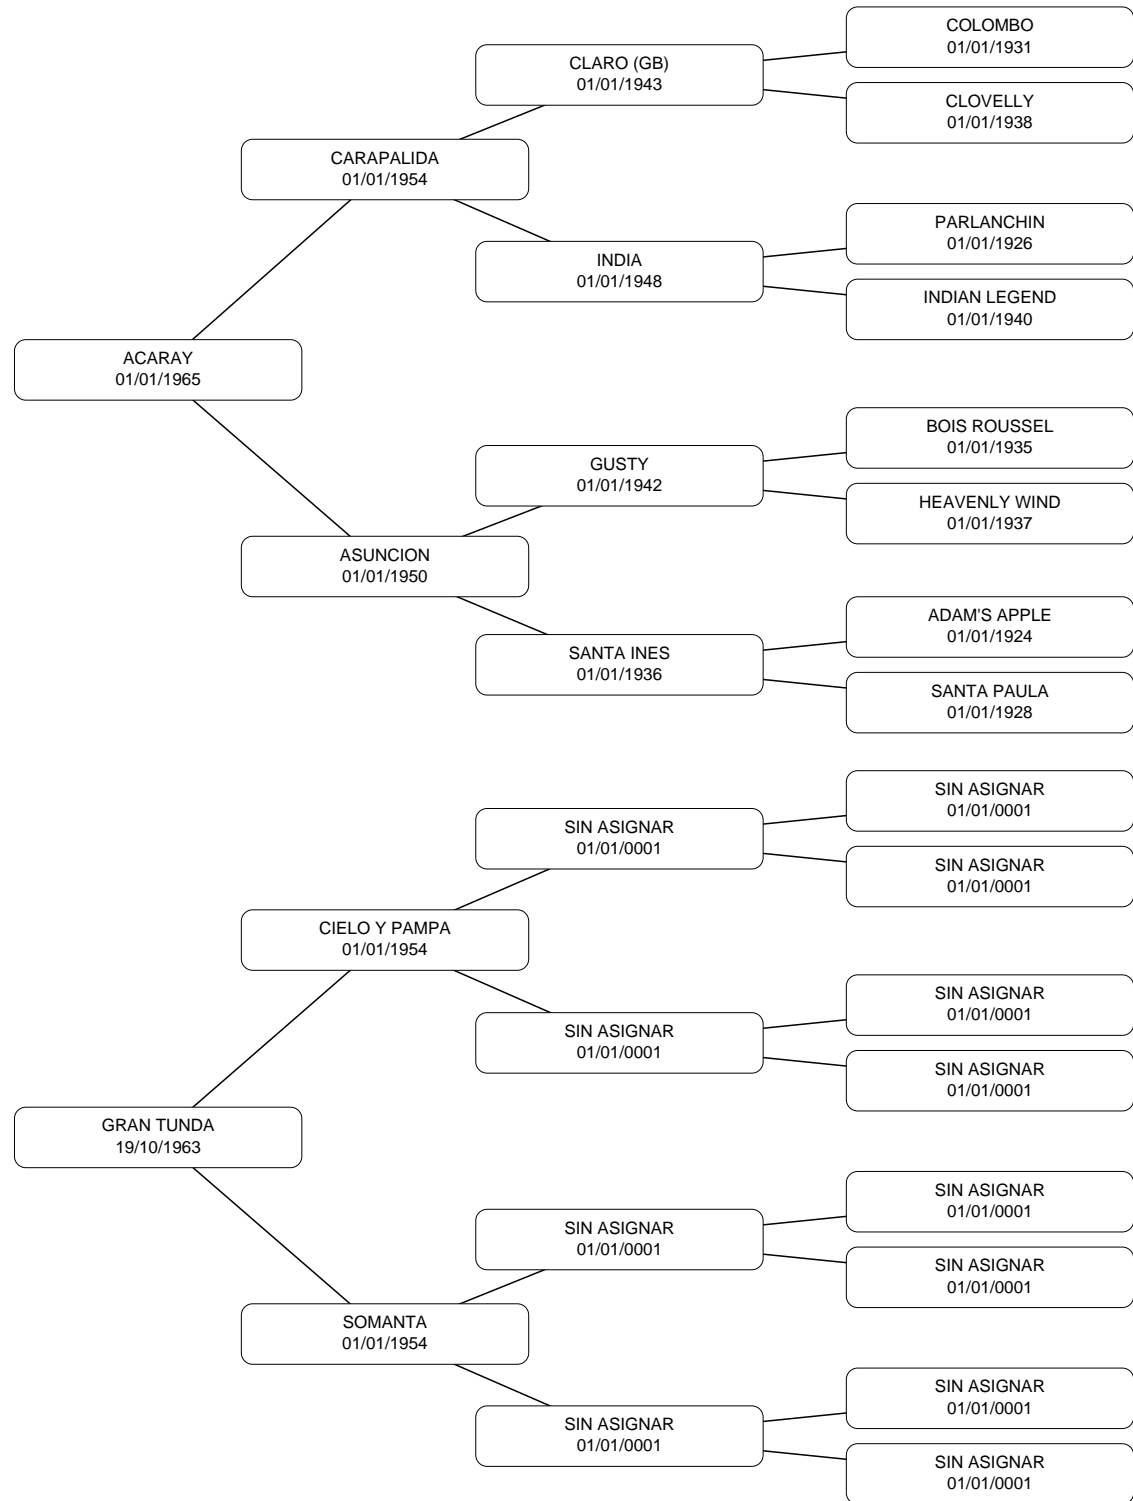 COLOMBO
01/01/1931
CLARO (GB)
01/01/1943
CLOVELLY
01/01/1938
CARAPALIDA
01/01/1954
PARLANCHIN
01/01/1926
INDIA
01/01/1948
INDIAN LEGEND
01/01/1940
ACARAY
01/01/1965
BOIS ROUSSEL
01/01/1935
GUSTY
01/01/1942
HEAVENLY WIND
01/01/1937
ASUNCION
01/01/1950
ADAM'S APPLE
01/01/1924
SANTA INES
01/01/1936
SANTA PAULA
01/01/1928
SIN ASIGNAR
01/01/0001
SIN ASIGNAR
01/01/0001
SIN ASIGNAR
01/01/0001
CIELO Y PAMPA
01/01/1954
SIN ASIGNAR
01/01/0001
SIN ASIGNAR
01/01/0001
SIN ASIGNAR
01/01/0001
GRAN TUNDA
19/10/1963
SIN ASIGNAR
01/01/0001
SIN ASIGNAR
01/01/0001
SIN ASIGNAR
01/01/0001
SOMANTA
01/01/1954
SIN ASIGNAR
01/01/0001
SIN ASIGNAR
01/01/0001
SIN ASIGNAR
01/01/0001